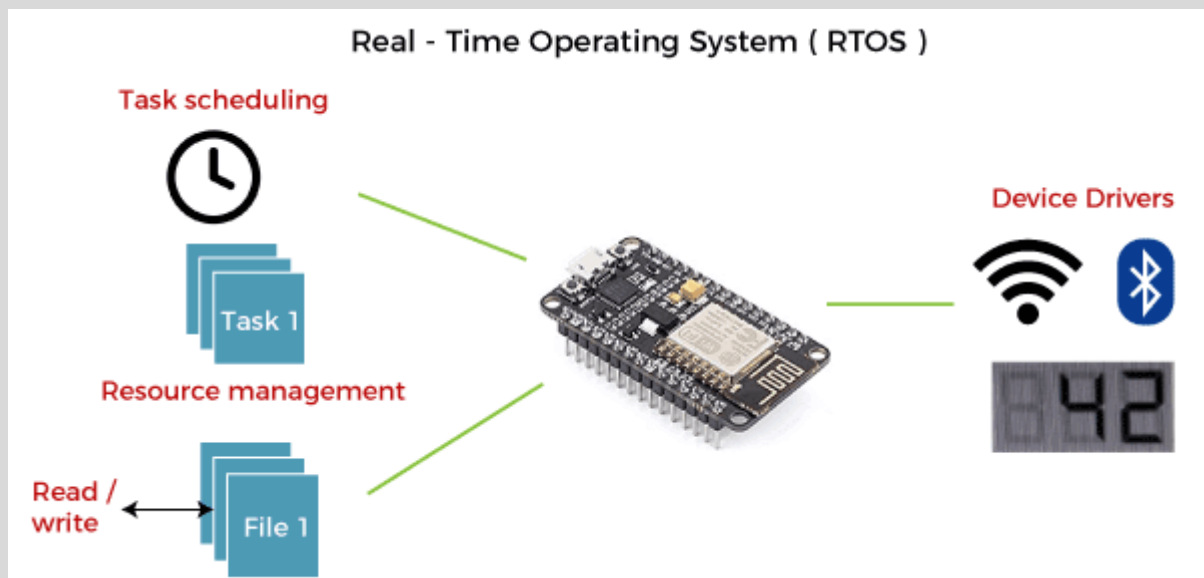 Real - Time Operating System ( RTOS )
Task scheduling
Task 1
Resource management
Read /
write
File 1
Device Drivers
42